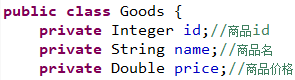 public class Goods {
private Integer id;//商品id
private String name;//商品名
private Double price;//商品价格